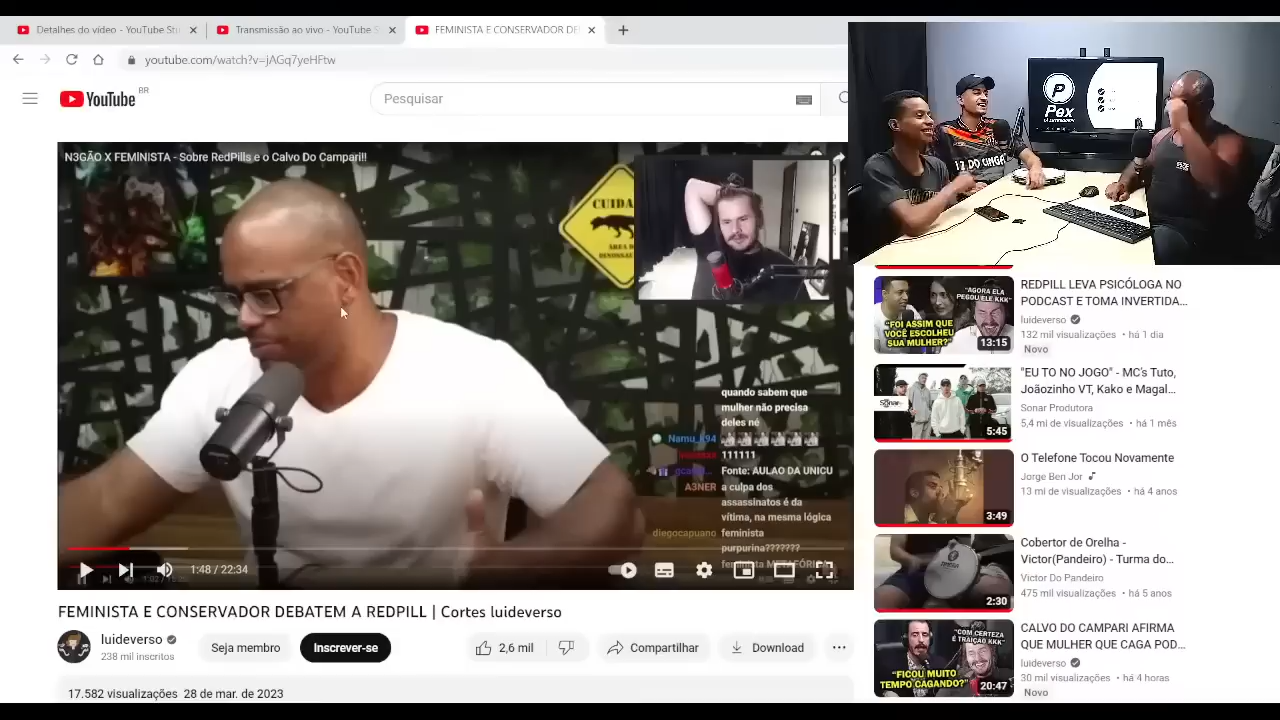 Detalhes do vídeo - YouTube Stu
Transmissão ao vivo - YouTube S
FEMINISTA E CONSERVADOR DE
youtube.com/watch?v=jAGq7yeHFtw
YouTube BR
Pesquisar
N3GÃO X FEMINISTA - Sobre RedPills e o Calvo Do Campari!!
CUIDA
ÁREA D
quando sabem que
mulher não precisa
deles né
Namu_k94
111111
Fonte: AULAO DA UNICU
A3NER a culpa dos
assassinatos é da
vítima, na mesma lógica
diegocapuano feminista
purpurina???????
1:48 / 22:34
FEMINISTA E CONSERVADOR DEBATEM A REDPILL | Cortes luideverso
luideverso
238 mil inscritos
Seja membro
Inscrever-se
2,6 mil
Compartilhar
Download
17.582 visualizações 28 de mar. de 2023
P
Pex
13 DO CINGA
REDPILL LEVA PSICÓLOGA NO
PODCAST E TOMA INVERTIDA...
luideverso
132 mil visualizações • há 1 dia
Novo
"AGORA ELA
PEGOU ELE KKK"
"FOI ASSIM QUE
VOCÊ ESCOLHEU
SUA MULHER?"
13:15
"EU TO NO JOGO" - MC's Tuto,
Joãozinho VT, Kako e Magal...
Sonar Produtora
5,4 mi de visualizações • há 1 mês
Sonar
5:45
O Telefone Tocou Novamente
Jorge Ben Jor
13 mi de visualizações • há 4 anos
3:49
Cobertor de Orelha -
Victor(Pandeiro) - Turma do...
Victor Do Pandeiro
475 mil visualizações • há 5 anos
2:30
CALVO DO CAMPARI AFIRMA
QUE MULHER QUE CAGA POD...
luideverso
30 mil visualizações • há 4 horas
Novo
"COM CERTEZA
É TRAIÇÃO KKK"
"FICOU MUITO
TEMPO CAGANDO?"
20:47